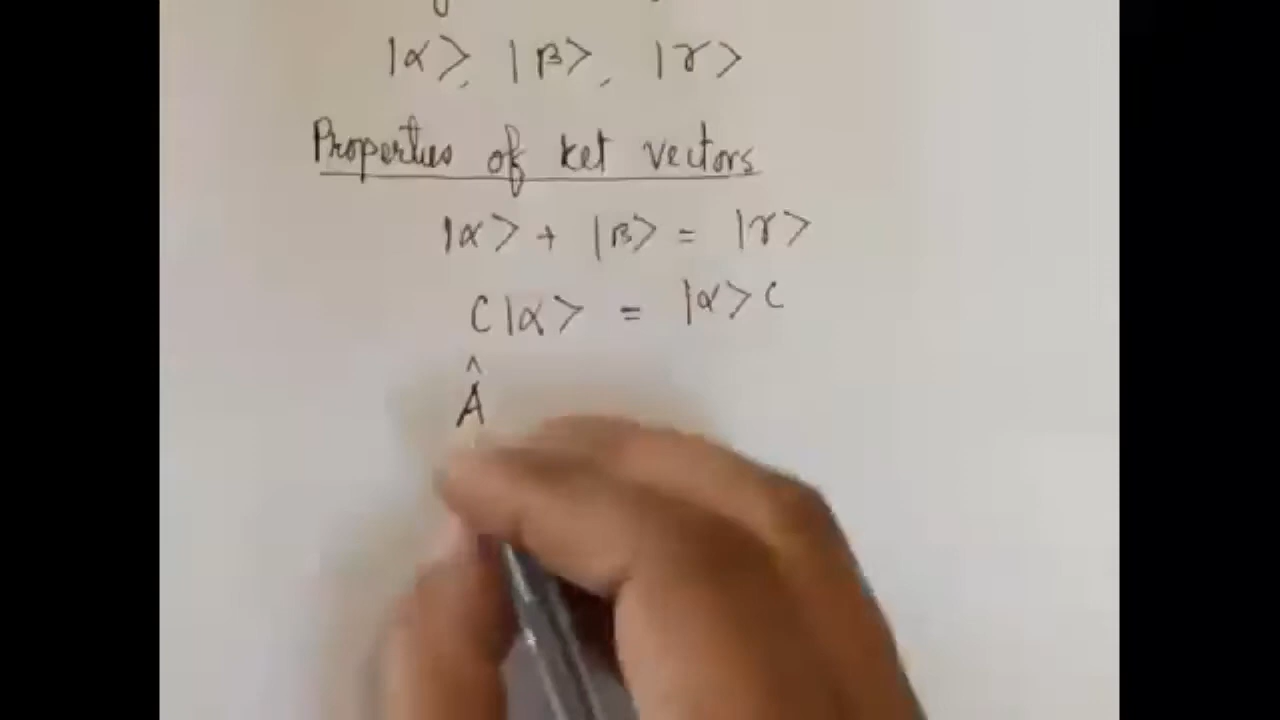 |α>, |β>, |γ>
Properties of ket vectors
|α> + |β> = |γ>
C|α> = |α>C
Â